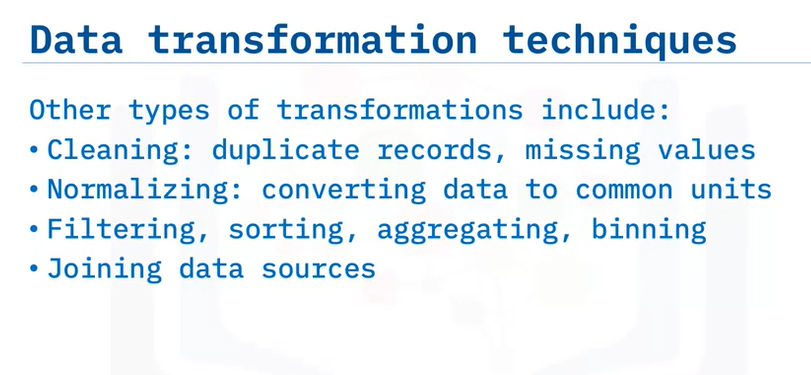 Data transformation techniques
Other types of transformations include:
• Cleaning: duplicate records, missing values
• Normalizing: converting data to common units
• Filtering, sorting, aggregating, binning
• Joining data sources